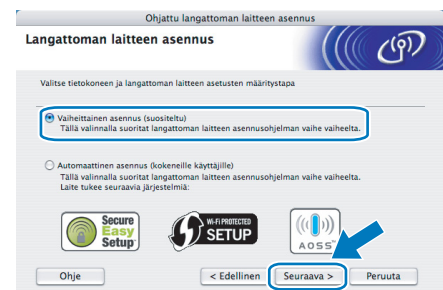 Ohjattu langattoman laitteen asennus
Langattoman laitteen asennus
Valitse tietokoneen ja langattoman laitteen asetusten määritystapa
Vaiheittainen asennus (suositeltu)
Tällä valinnalla suoritat langattoman laitteen asennusohjelman vaihe vaiheelta.
Automaattinen asennus (kokeneille käyttäjille)
Tällä valinnalla suoritat langattoman laitteen asennusohjelman vaihe vaiheelta.
Laite tukee seuraavia järjestelmiä:
Secure
Easy
Setup
Wi-Fi PROTECTED
SETUP
AOSS™
Ohje
< Edellinen
Seuraava >
Peruuta